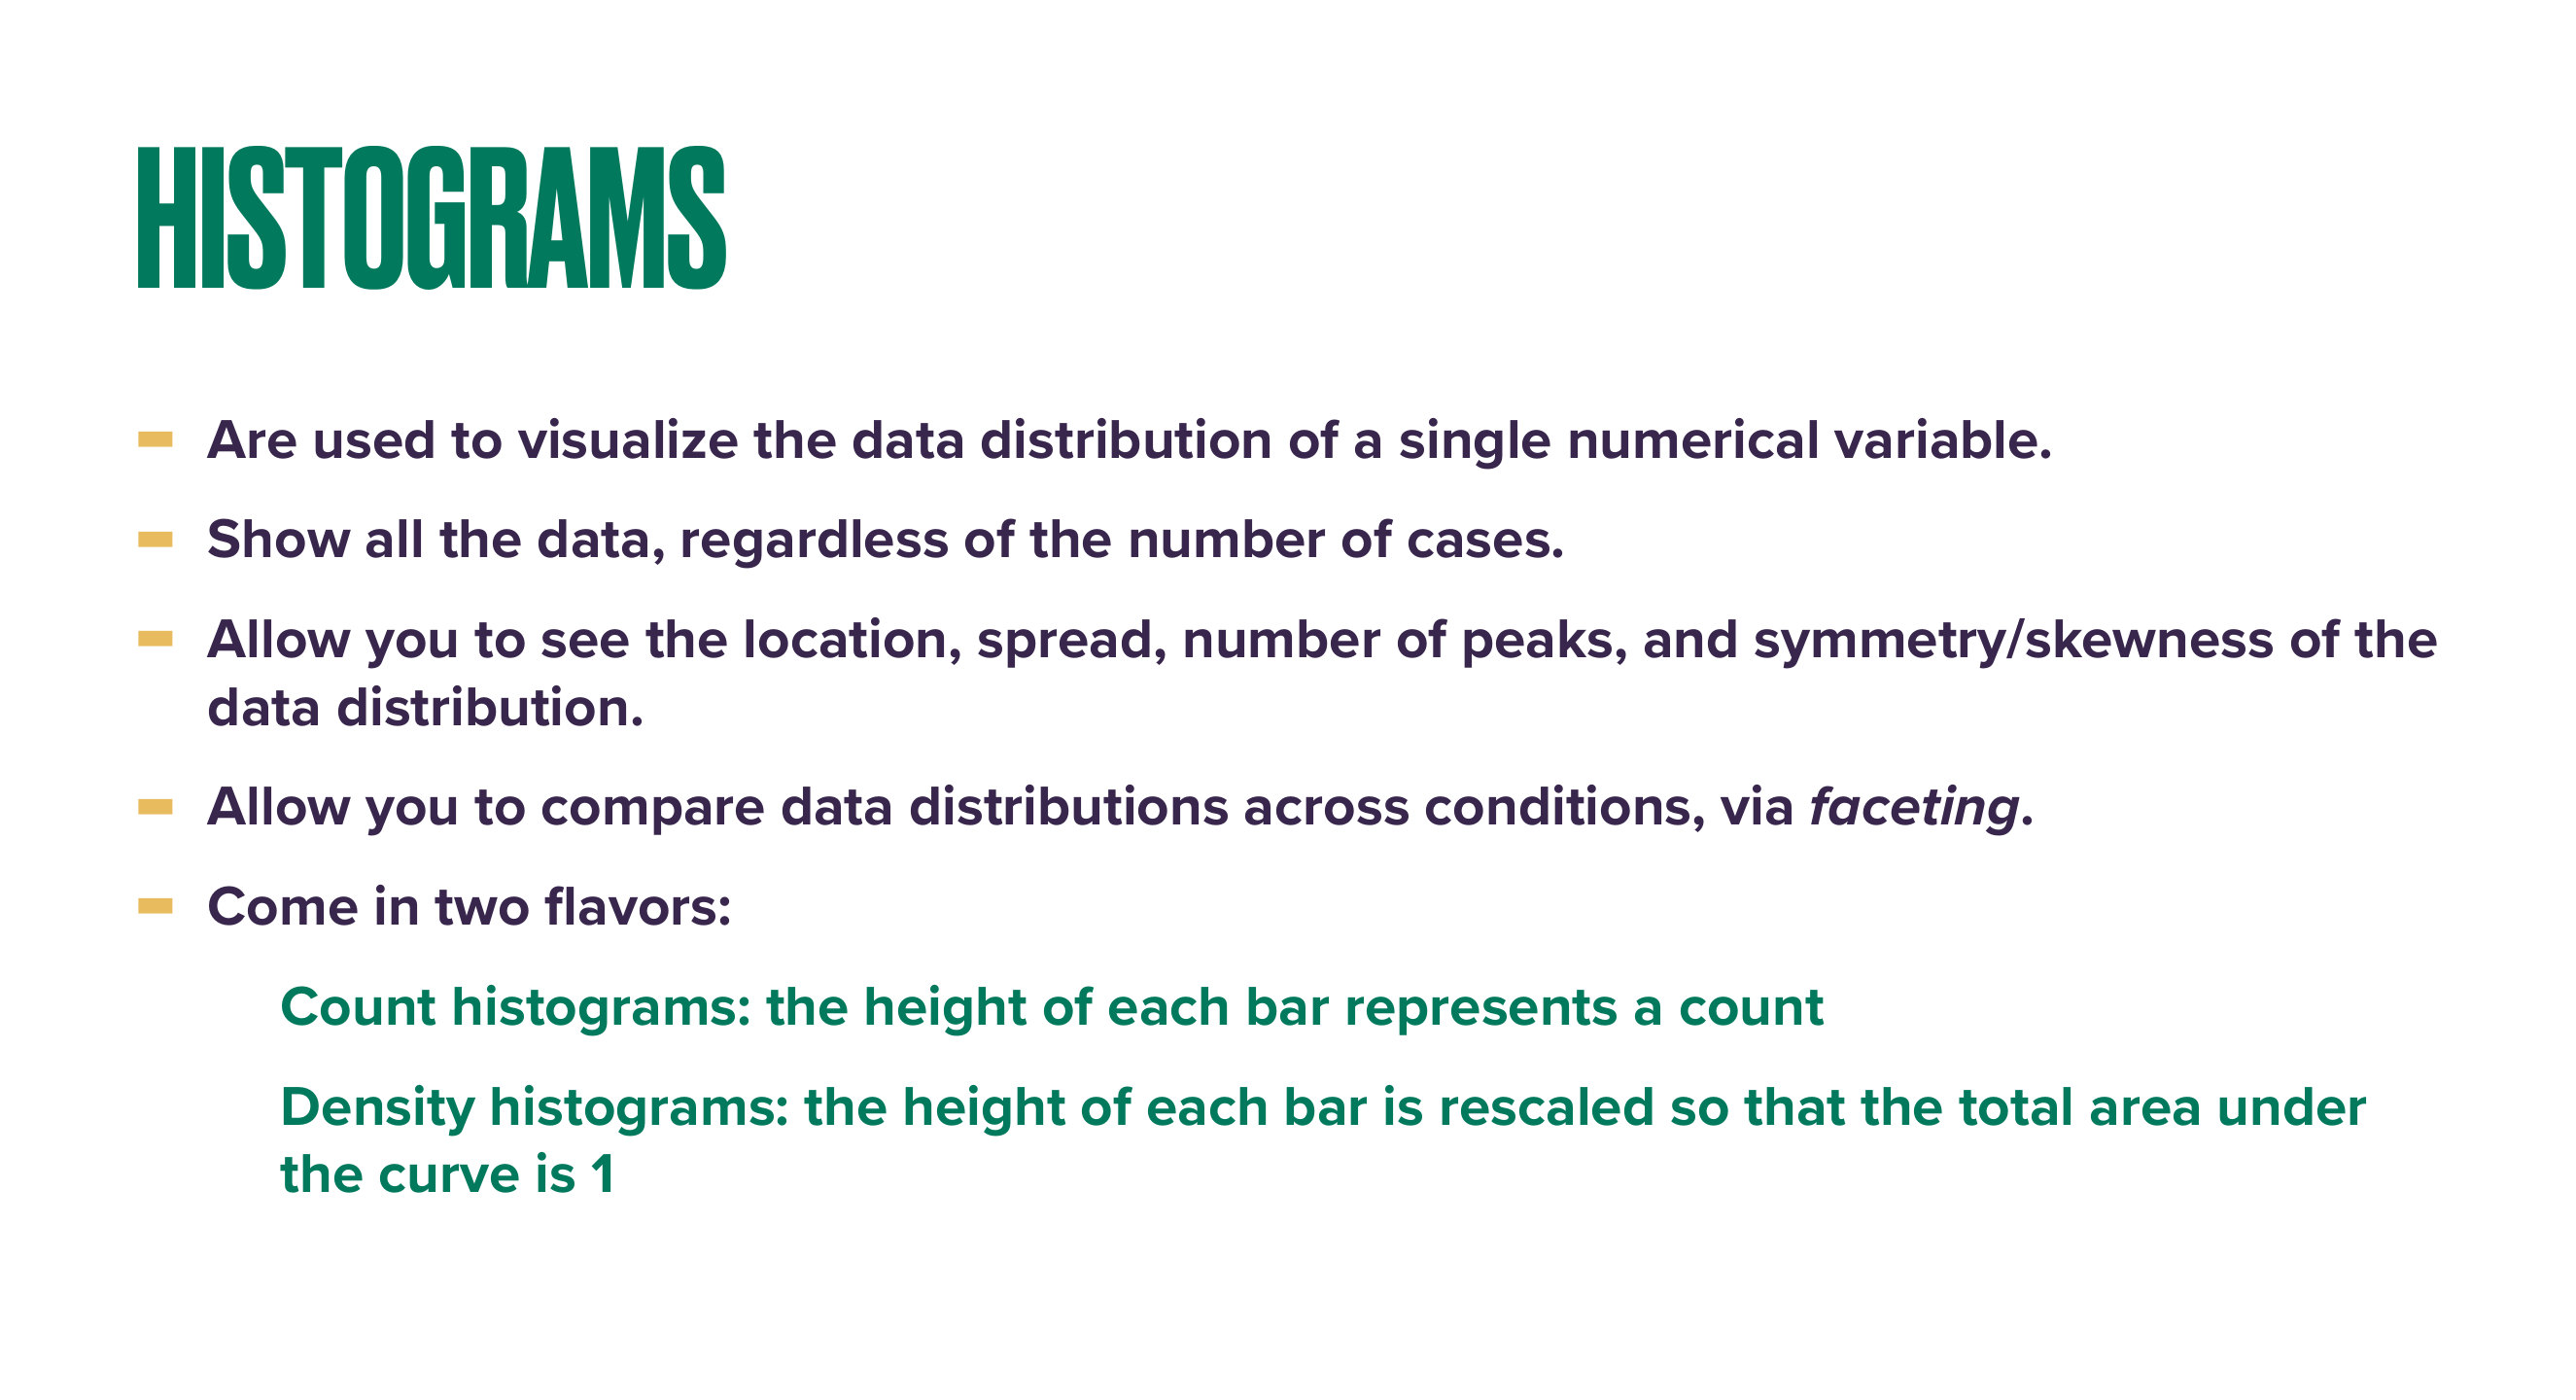 HISTOGRAMS
Are used to visualize the data distribution of a single numerical variable.
Show all the data, regardless of the number of cases.
Allow you to see the location, spread, number of peaks, and symmetry/skewness of the
data distribution.
Allow you to compare data distributions across conditions, via faceting.
Come in two flavors:
Count histograms: the height of each bar represents a count
Density histograms: the height of each bar is rescaled so that the total area under
the curve is 1